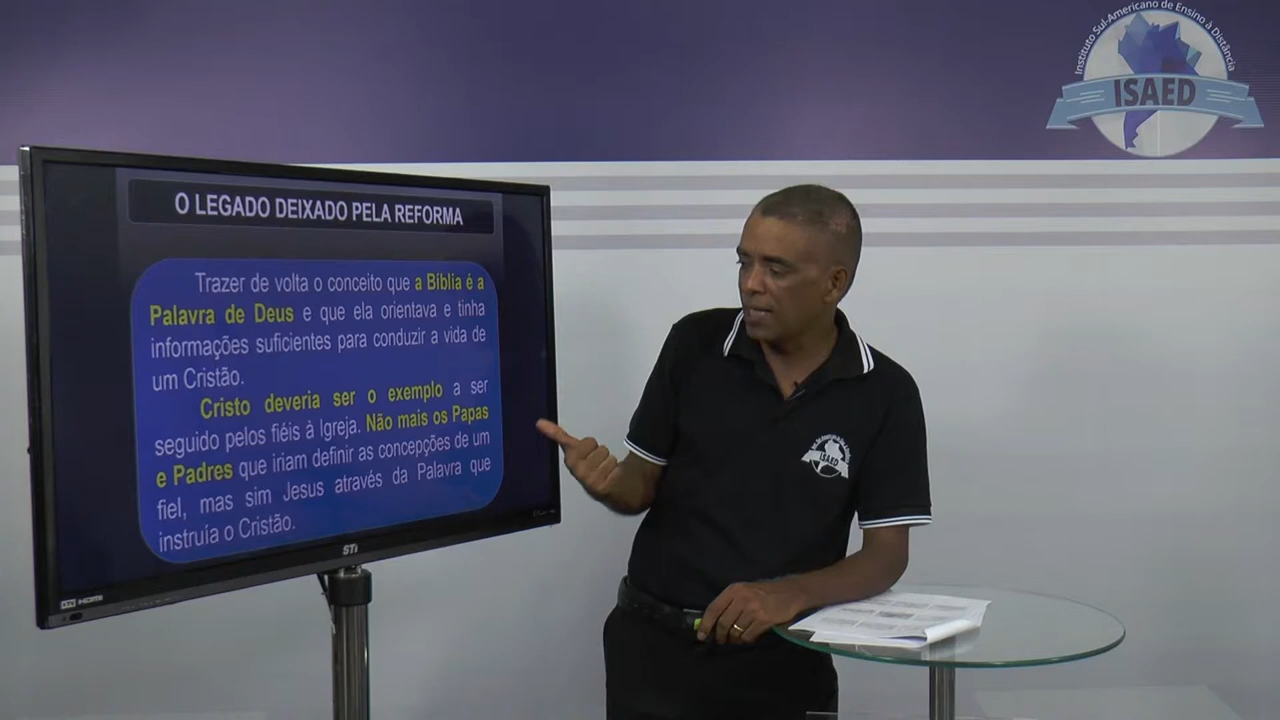 Instituto Sul-Americano de Ensino à Distância
ISAED
O LEGADO DEIXADO PELA REFORMA
Trazer de volta o conceito que a Bíblia é a
Palavra de Deus e que ela orientava e tinha
informações suficientes para conduzir a vida de
um Cristão.
Cristo deveria ser o exemplo a ser
seguido pelos fiéis à Igreja. Não mais os Papas
e Padres que iriam definir as concepções de um
fiel, mas sim Jesus através da Palavra que
instruía o Cristão.
STi
DTV HDMI
ISAED